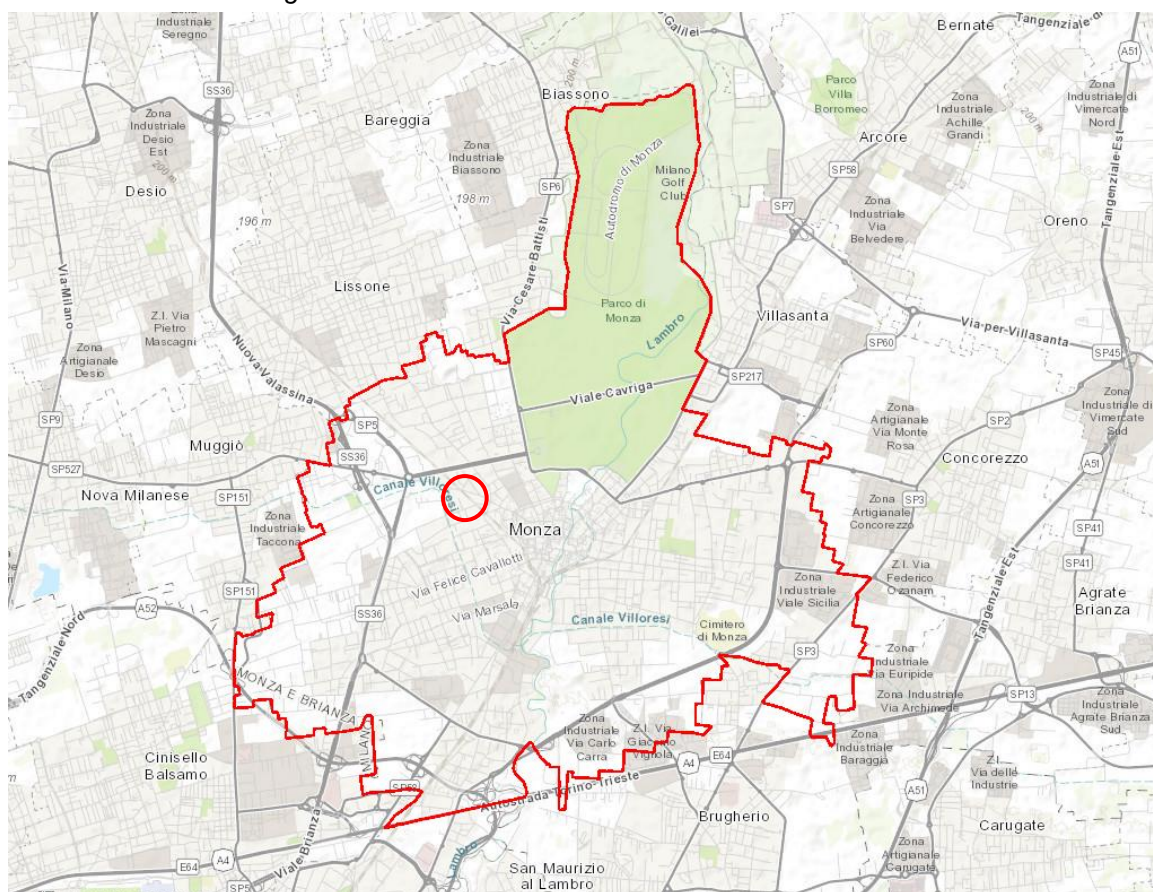 Zona
Industriale
Seregno
SS36
Zona
Industriale
Desio
Est
200 m
Desio
196 m
Bareggia
Biassono
200 m
Zona
Industriale
Biassono
198 m
SP6
Galilei
Bernate
Tangenziale
A51
Parco
Villa
Borromeo
Zona
Industriale
Achille
Grandi
200 m
Zona
Industriale di
Vimercate
Nord
Arcore
SP58
Autodromo di Monza
Milano
Golf
Club
SP7
Zona
Industriale
Via
Belvedere
Oreno
Tangenziale Est
Via Cesare Battisti
Via Milano
Lissone
Z.I. Via
Pietro
Mascagni
Zona
Artigianale
Desio
Nuova Valassina
Parco di
Monza
Lambro
Villasanta
Via per Villasanta
SP60
SP45
SP217
Viale Cavriga
SP9
SP5
Muggiò
SS36
SP527
SP151
Nova Milanese
Canale Villoresi
Zona
Industriale
Taccona
Zona
Artigianale
Via Monte
Rosa
SP2
Zona
Industriale di
Vimercate
Sud
Concorezzo
A51
Zona
Artigianale
Concorezzo
SP3
SP41
Monza
Via Felice Cavallotti
Via Marsala
Canale Villoresi
Cimitero
di Monza
Zona
Industriale
Viale Sicilia
Z.I. Via
Federico
Ozanam
Tangenziale Est
SP41
Agrate
Brianza
SP151
A52
Tangenziale Nord
SS36
SP3
Zona
Industriale
Via Euripide
Zona Industriale
Via Archimede
SP13
Zona
Industriale
Agrate Brianza
Sud
MONZA E BRIANZA
MILANO
Cinisello
Balsamo
Zona
Industriale
Via Carlo
Carra
Z.I. Via
Giacomo
Vignola
E64
A4
Zona
Industriale
Baraggia
Z.I.
Via delle
Industrie
Autostrada Torino-Trieste
Brugherio
A51
Carugate
E64
A4
SP5
Viale Brianza
Lambro
San Maurizio
al Lambro
Zona
Artigianale
Carugate